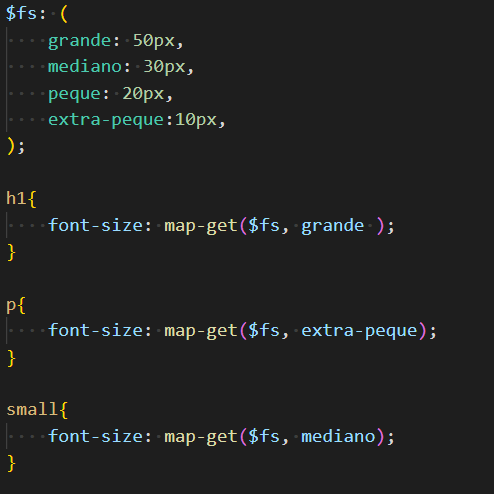 $fs: (
    grande: 50px,
    mediano: 30px,
    peque: 20px,
    extra-peque:10px,
);
h1{
    font-size: map-get($fs, grande );
}
p{
    font-size: map-get($fs, extra-peque);
}
small{
    font-size: map-get($fs, mediano);
}